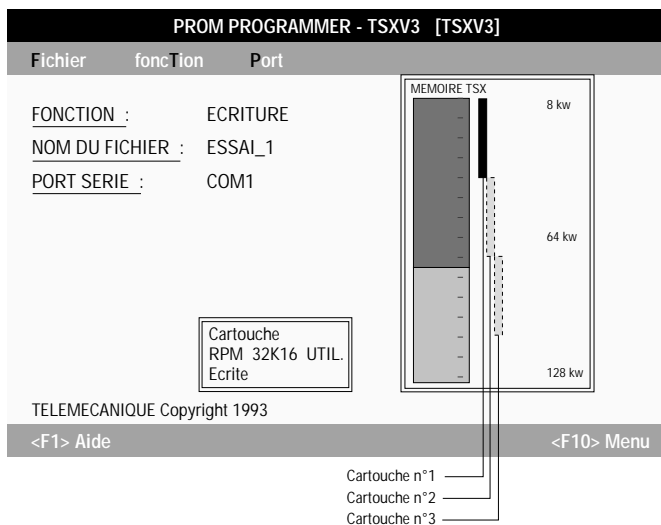 PROM PROGRAMMER - TSXV3 [TSXV3]
Fichier foncTion Port
MEMOIRE TSX
8 kw
FONCTION : ECRITURE
NOM DU FICHIER : ESSAI_1
PORT SERIE : COM1
64 kw
Cartouche
RPM 32K16 UTIL.
Ecrite
128 kw
TELEMECANIQUE Copyright 1993
<F1> Aide <F10> Menu
Cartouche n°1
Cartouche n°2
Cartouche n°3